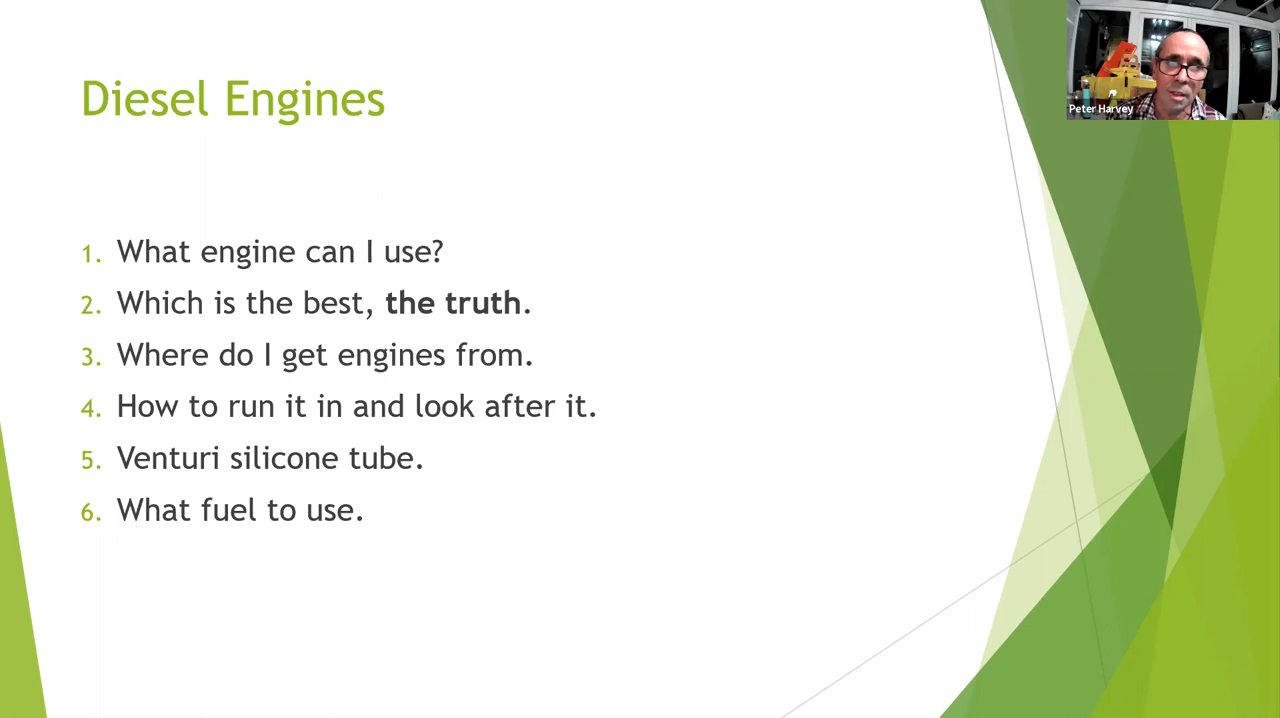 Diesel Engines
Peter Harvey
1. What engine can I use?
2. Which is the best, the truth.
3. Where do I get engines from.
4. How to run it in and look after it.
5. Venturi silicone tube.
6. What fuel to use.